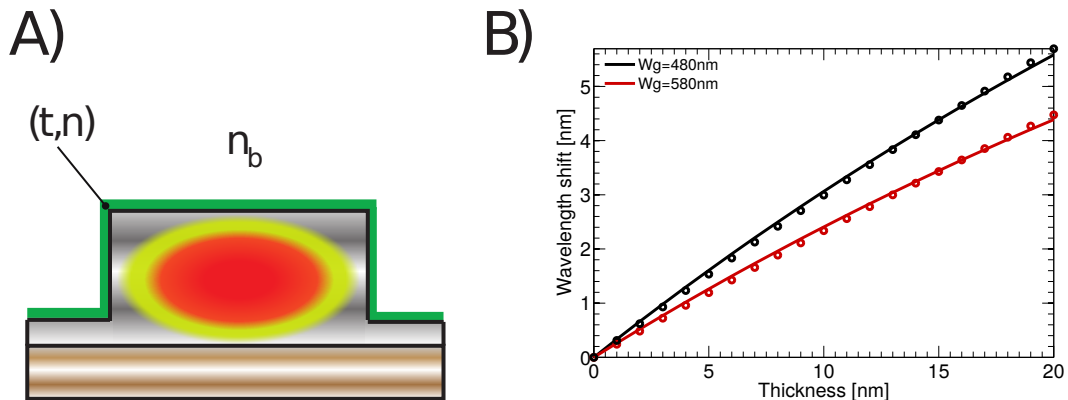 A)
(t,n)
n_b
B)
Wg=480nm
Wg=580nm
Wavelength shift [nm]
5
4
3
2
1
0
0 5 10 15 20
Thickness [nm]